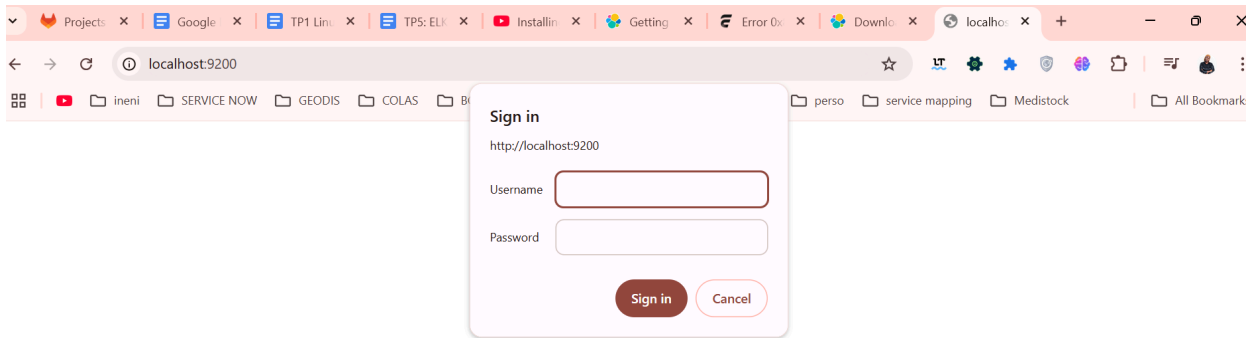 Projects Google TP1 Linu TP5: ELK Installin Getting Error 0x Downlo localhos
localhost:9200
ineni SERVICE NOW GEODIS COLAS perso service mapping Medistock All Bookmark
Sign in
http://localhost:9200
Username
Password
Sign in Cancel